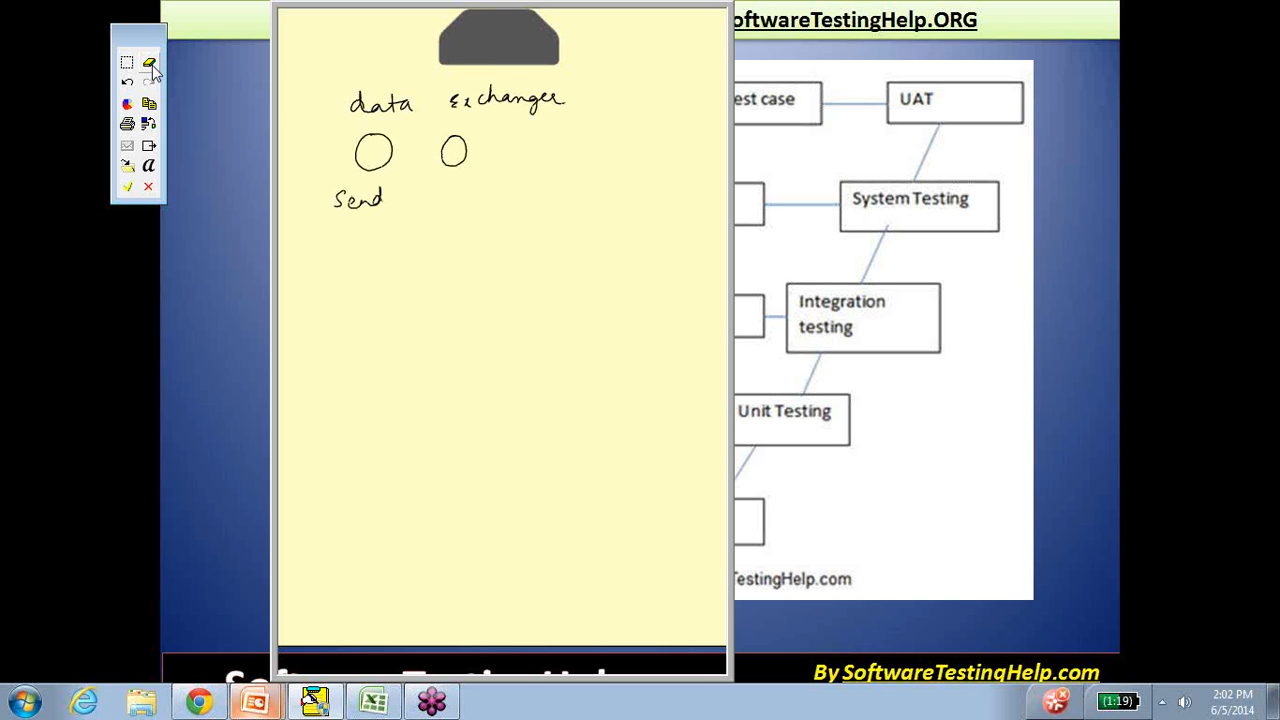 oftwareTestingHelp.ORG
data exchanger
Send
est case
UAT
System Testing
Integration
testing
Unit Testing
TestingHelp.com
By SoftwareTestingHelp.com
a
(1:19)
2:02 PM
6/5/2014